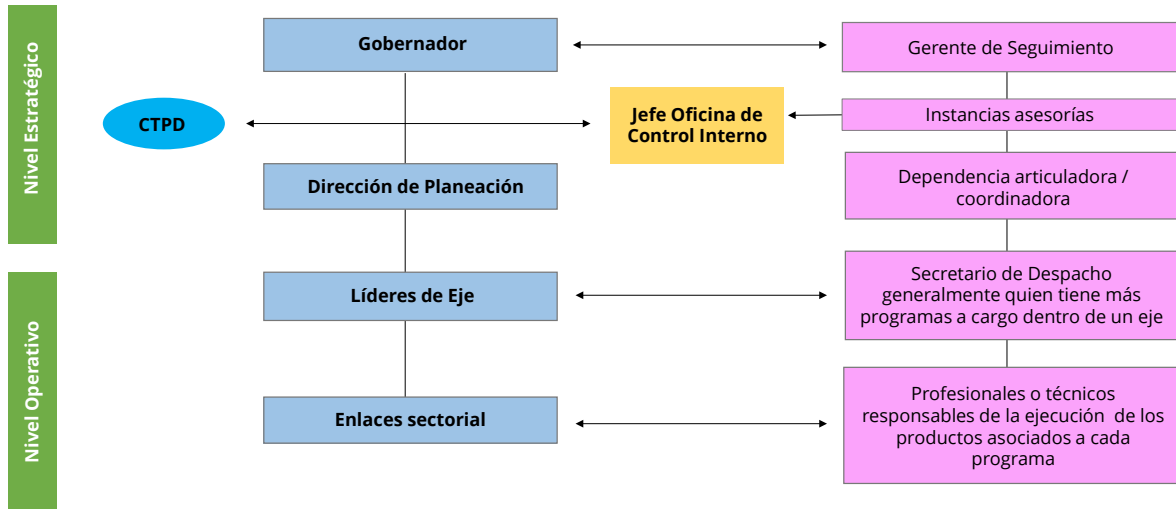 Nivel Estratégico
Gobernador
Gerente de Seguimiento
CTPD
Jefe Oficina de
Control Interno
Instancias asesorías
Dirección de Planeación
Dependencia articuladora /
coordinadora
Nivel Operativo
Líderes de Eje
Secretario de Despacho
generalmente quien tiene más
programas a cargo dentro de un eje
Enlaces sectorial
Profesionales o técnicos
responsables de la ejecución de los
productos asociados a cada
programa